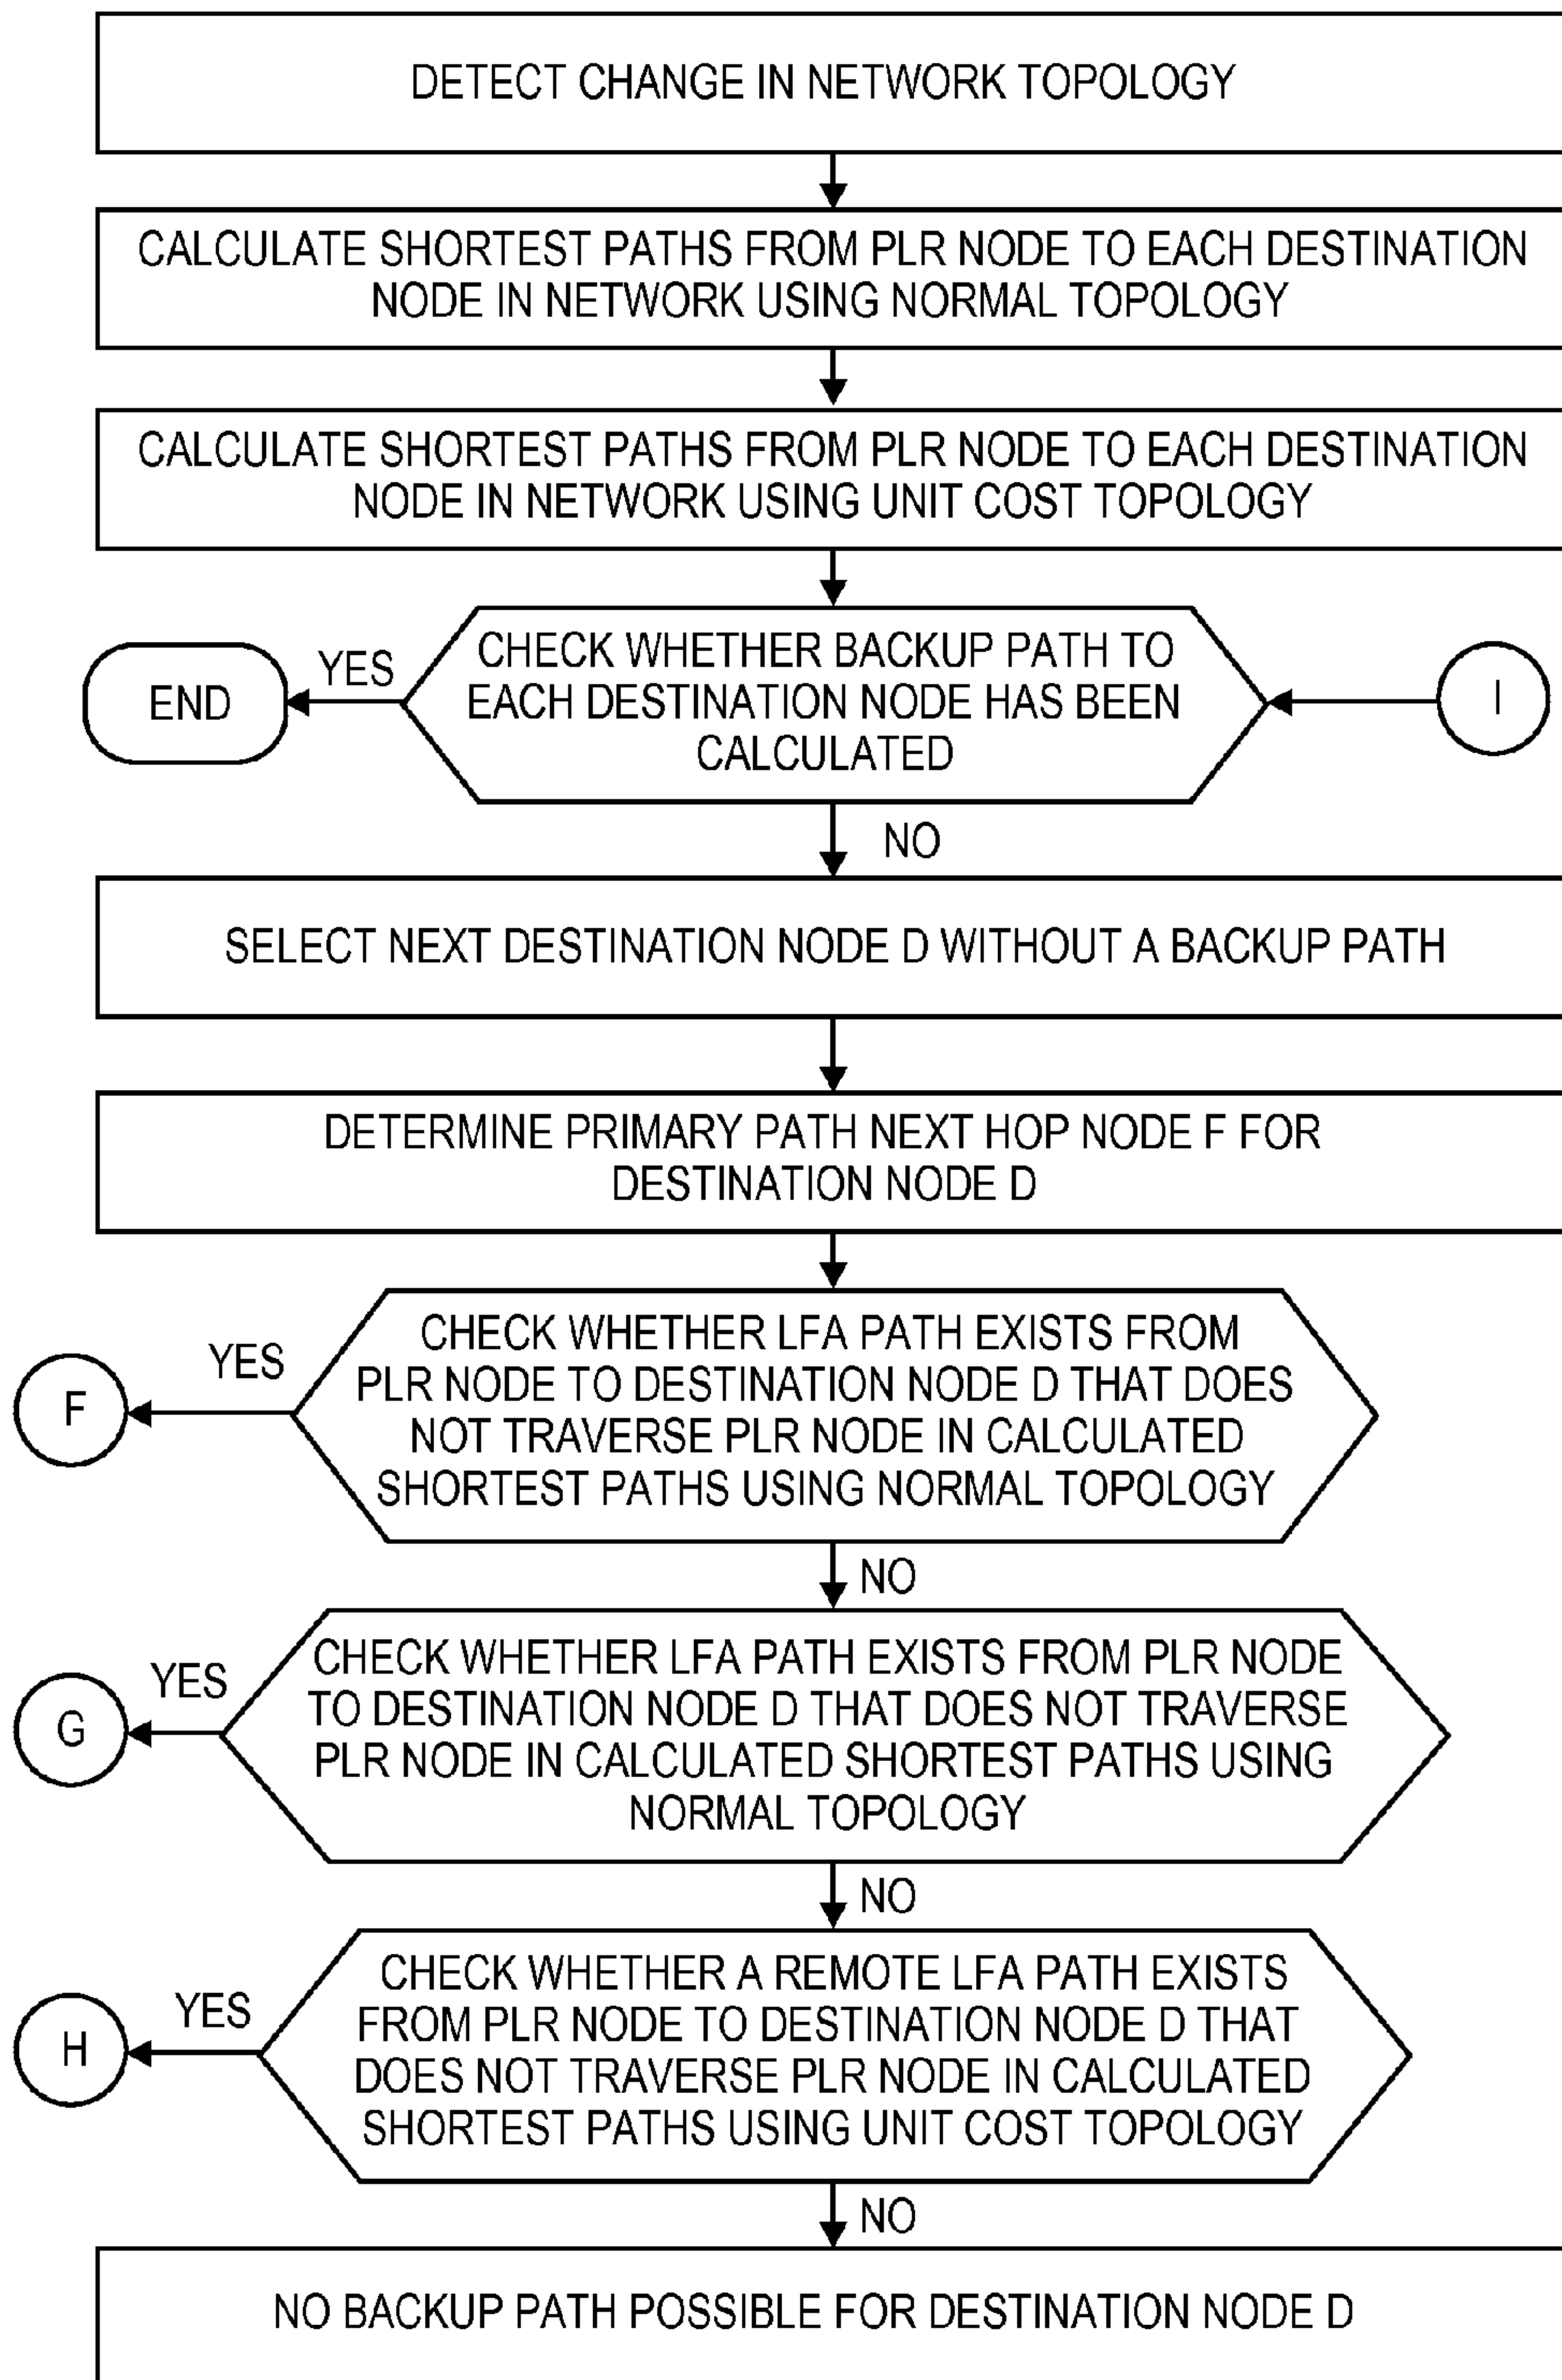 DETECT CHANGE IN NETWORK TOPOLOGY
CALCULATE SHORTEST PATHS FROM PLR NODE TO EACH DESTINATION
NODE IN NETWORK USING NORMAL TOPOLOGY
CALCULATE SHORTEST PATHS FROM PLR NODE TO EACH DESTINATION
NODE IN NETWORK USING UNIT COST TOPOLOGY
END
YES
CHECK WHETHER BACKUP PATH TO
EACH DESTINATION NODE HAS BEEN
CALCULATED
I
NO
SELECT NEXT DESTINATION NODE D WITHOUT A BACKUP PATH
DETERMINE PRIMARY PATH NEXT HOP NODE F FOR
DESTINATION NODE D
F
YES
CHECK WHETHER LFA PATH EXISTS FROM
PLR NODE TO DESTINATION NODE D THAT DOES
NOT TRAVERSE PLR NODE IN CALCULATED
SHORTEST PATHS USING NORMAL TOPOLOGY
NO
G
YES
CHECK WHETHER LFA PATH EXISTS FROM PLR NODE
TO DESTINATION NODE D THAT DOES NOT TRAVERSE
PLR NODE IN CALCULATED SHORTEST PATHS USING
NORMAL TOPOLOGY
NO
H
YES
CHECK WHETHER A REMOTE LFA PATH EXISTS
FROM PLR NODE TO DESTINATION NODE D THAT
DOES NOT TRAVERSE PLR NODE IN CALCULATED
SHORTEST PATHS USING UNIT COST TOPOLOGY
NO
NO BACKUP PATH POSSIBLE FOR DESTINATION NODE D